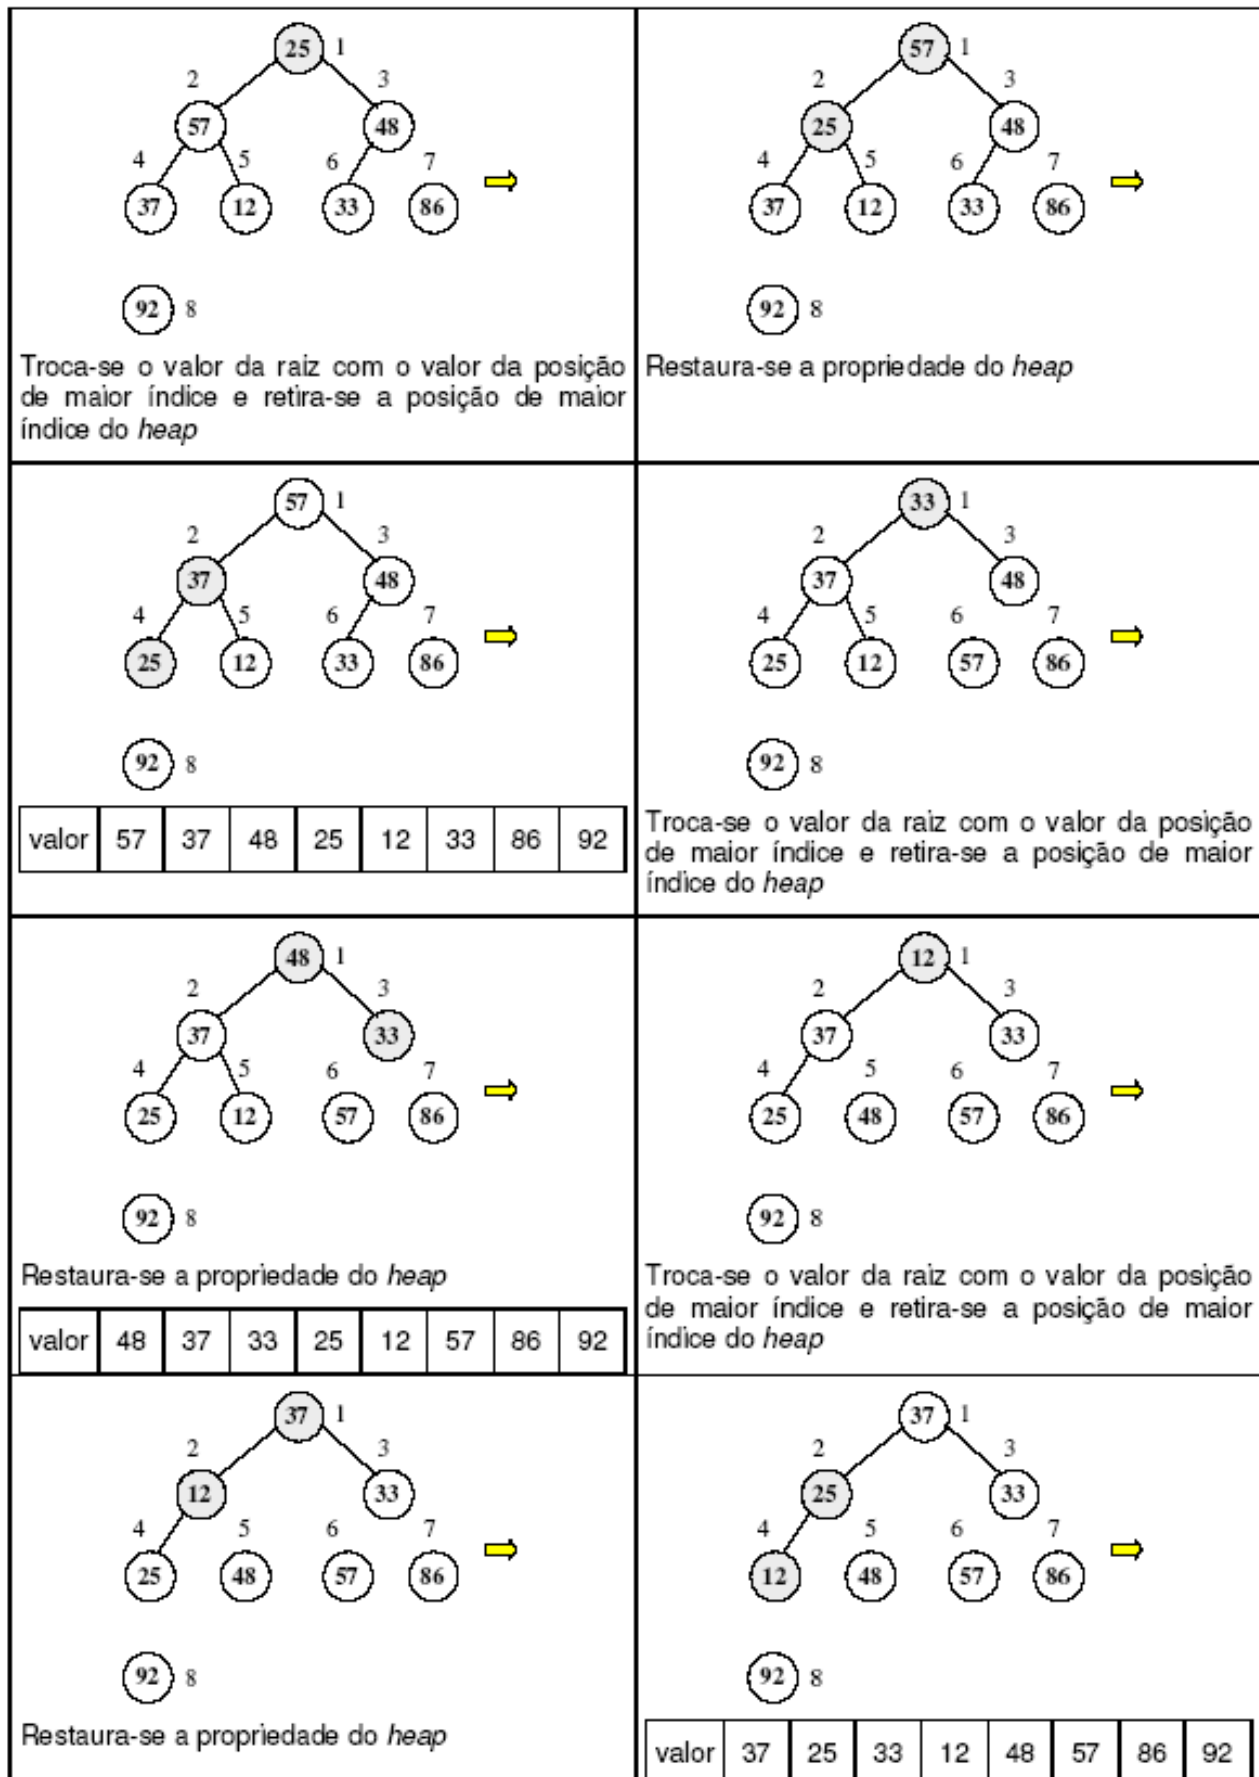 25 1
2 3
57 48
4 5 6 7
37 12 33 86
92 8
Troca-se o valor da raiz com o valor da posição
de maior índice e retira-se a posição de maior
índice do heap
57 1
2 3
25 48
4 5 6 7
37 12 33 86
92 8
Restaura-se a propriedade do heap
57 1
2 3
37 48
4 5 6 7
25 12 33 86
92 8
valor 57 37 48 25 12 33 86 92
33 1
2 3
37 48
4 5 6 7
25 12 57 86
92 8
Troca-se o valor da raiz com o valor da posição
de maior índice e retira-se a posição de maior
índice do heap
48 1
2 3
37 33
4 5 6 7
25 12 57 86
92 8
Restaura-se a propriedade do heap
valor 48 37 33 25 12 57 86 92
12 1
2 3
37 33
4 5 6 7
25 48 57 86
92 8
Troca-se o valor da raiz com o valor da posição
de maior índice e retira-se a posição de maior
índice do heap
37 1
2 3
12 33
4 5 6 7
25 48 57 86
92 8
Restaura-se a propriedade do heap
37 1
2 3
25 33
4 5 6 7
12 48 57 86
92 8
valor 37 25 33 12 48 57 86 92